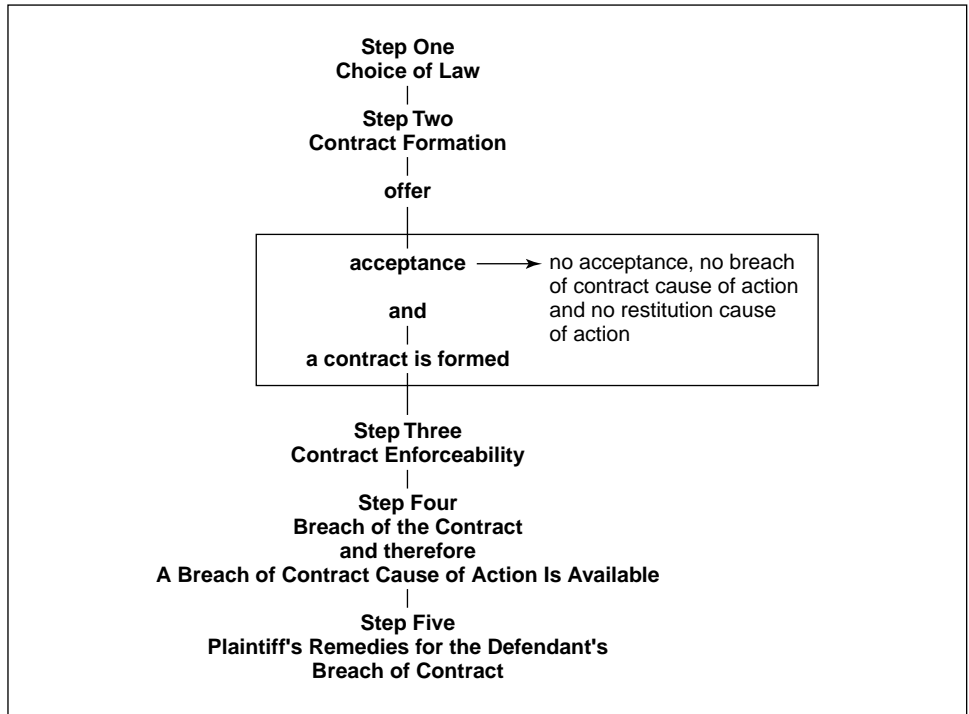 Step One
Choice of Law
Step Two
Contract Formation
offer
acceptance
no acceptance, no breach
of contract cause of action
and no restitution cause
of action
and
a contract is formed
Step Three
Contract Enforceability
Step Four
Breach of the Contract
and therefore
A Breach of Contract Cause of Action Is Available
Step Five
Plaintiff's Remedies for the Defendant's
Breach of Contract